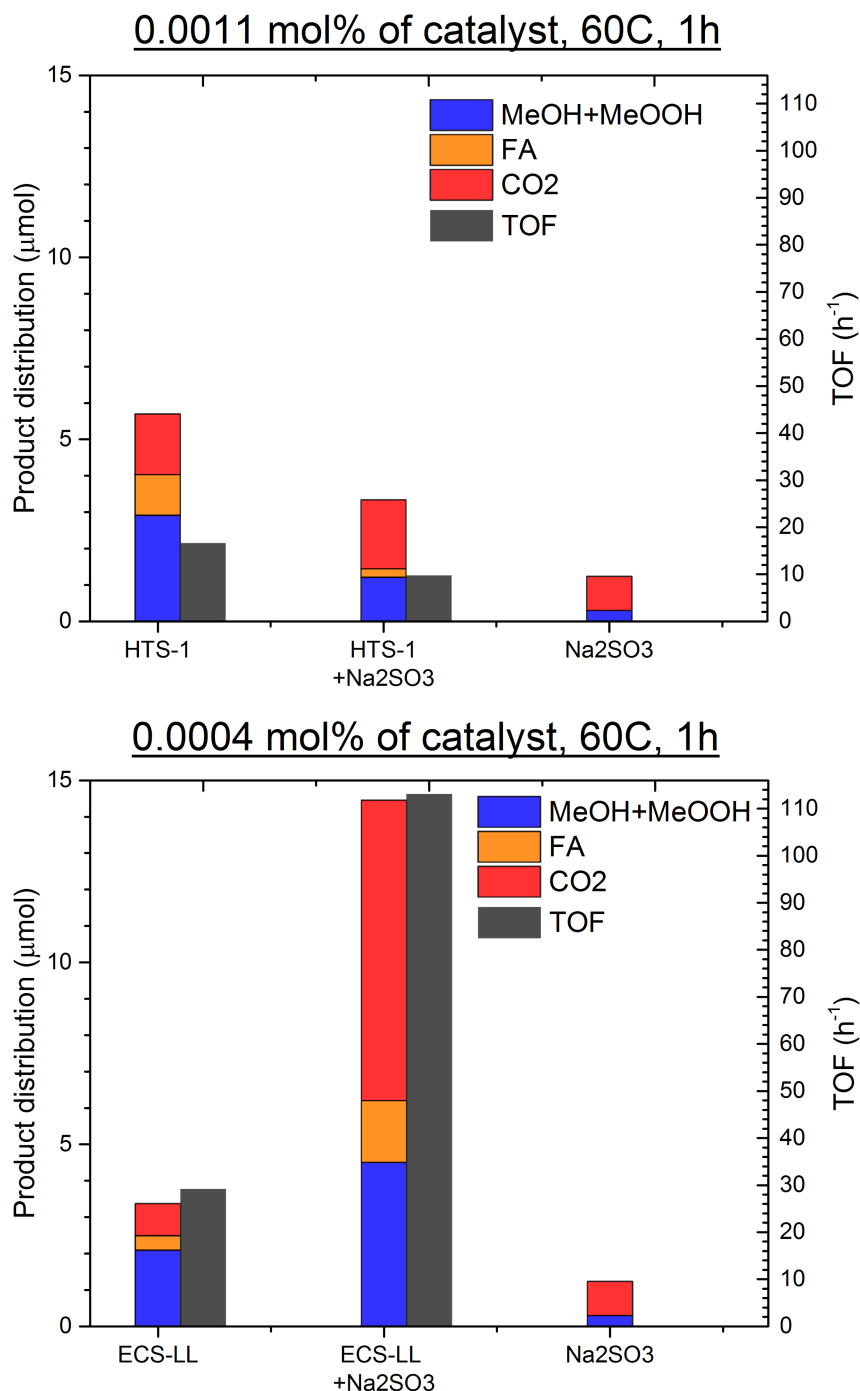 0.0011 mol% of catalyst, 60C, 1h
15
10
5
0
Product distribution (μmol)
MeOH+MeOOH
FA
CO2
TOF
110
100
90
80
70
60
50
40
30
20
10
0
TOF (h⁻¹)
HTS-1
HTS-1
+Na2SO3
Na2SO3
0.0004 mol% of catalyst, 60C, 1h
15
10
5
0
Product distribution (μmol)
MeOH+MeOOH
FA
CO2
TOF
110
100
90
80
70
60
50
40
30
20
10
0
TOF (h⁻¹)
ECS-LL
ECS-LL
+Na2SO3
Na2SO3